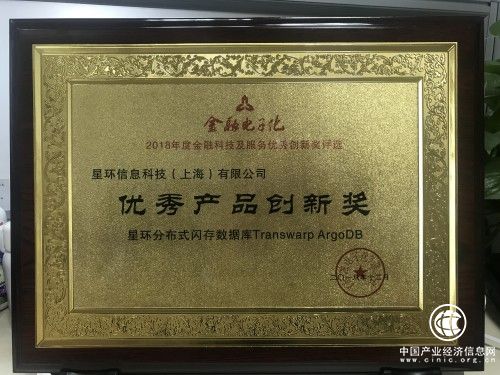 金融电子化
2018年度金融科技及服务优秀创新奖评选
星环信息科技（上海）有限公司
优秀产品创新奖
星环分布式闪存数据库Transwarp ArgoDB
中国产业经济信息网
www.cinic.org.cn